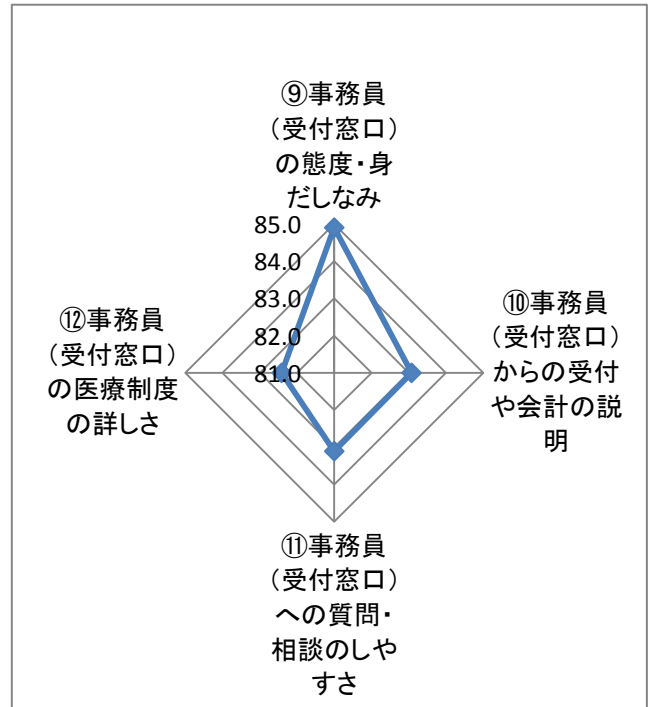 ⑨事務員
（受付窓口）
の態度・身
だしなみ
85.0
84.0
83.0
82.0
81.0
⑩事務員
（受付窓口）
からの受付
や会計の説
明
⑪事務員
（受付窓口）
への質問・
相談のしや
すさ
⑫事務員
（受付窓口）
の医療制度
の詳しさ